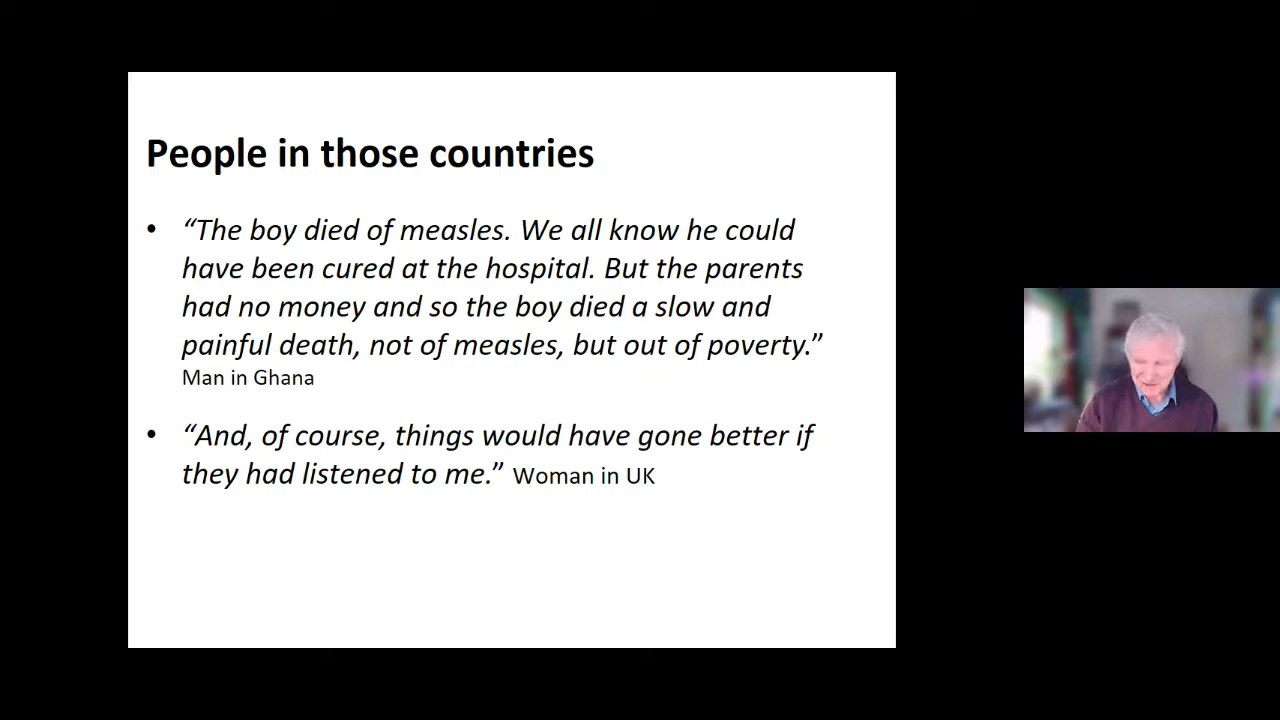 People in those countries
• “The boy died of measles. We all know he could
have been cured at the hospital. But the parents
had no money and so the boy died a slow and
painful death, not of measles, but out of poverty.”
Man in Ghana
• “And, of course, things would have gone better if
they had listened to me.” Woman in UK